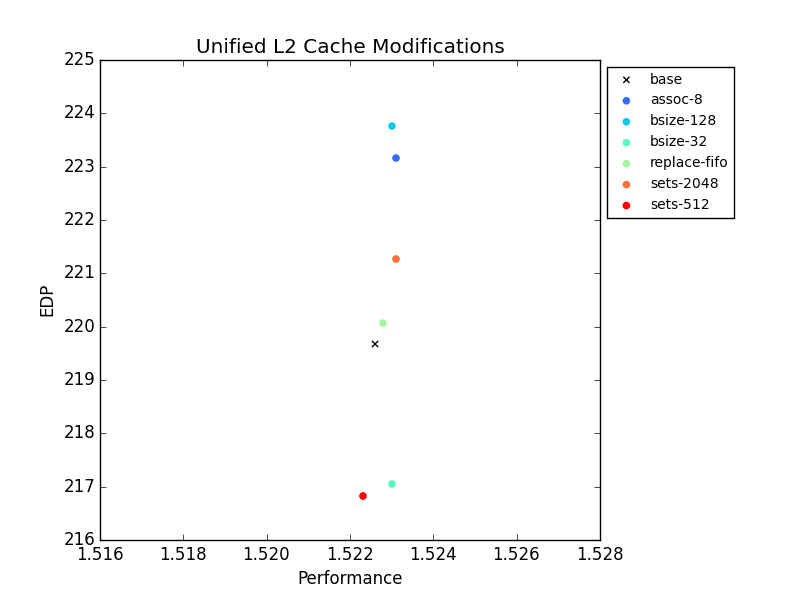 Unified L2 Cache Modifications
225
224
223
222
221
220
219
218
217
216
EDP
1.516 1.518 1.520 1.522 1.524 1.526 1.528
Performance
base
assoc-8
bsize-128
bsize-32
replace-fifo
sets-2048
sets-512